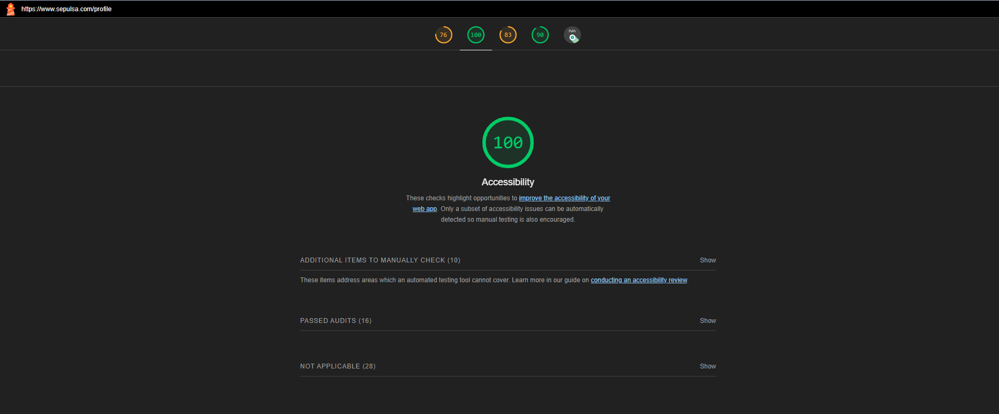 https://www.sepulsa.com/profile
76 100 83 90 PWA
100
Accessibility
These checks highlight opportunities to improve the accessibility of your
web app. Only a subset of accessibility issues can be automatically
detected so manual testing is also encouraged.
ADDITIONAL ITEMS TO MANUALLY CHECK (10) Show
These items address areas which an automated testing tool cannot cover. Learn more in our guide on conducting an accessibility review.
PASSED AUDITS (16) Show
NOT APPLICABLE (28) Show